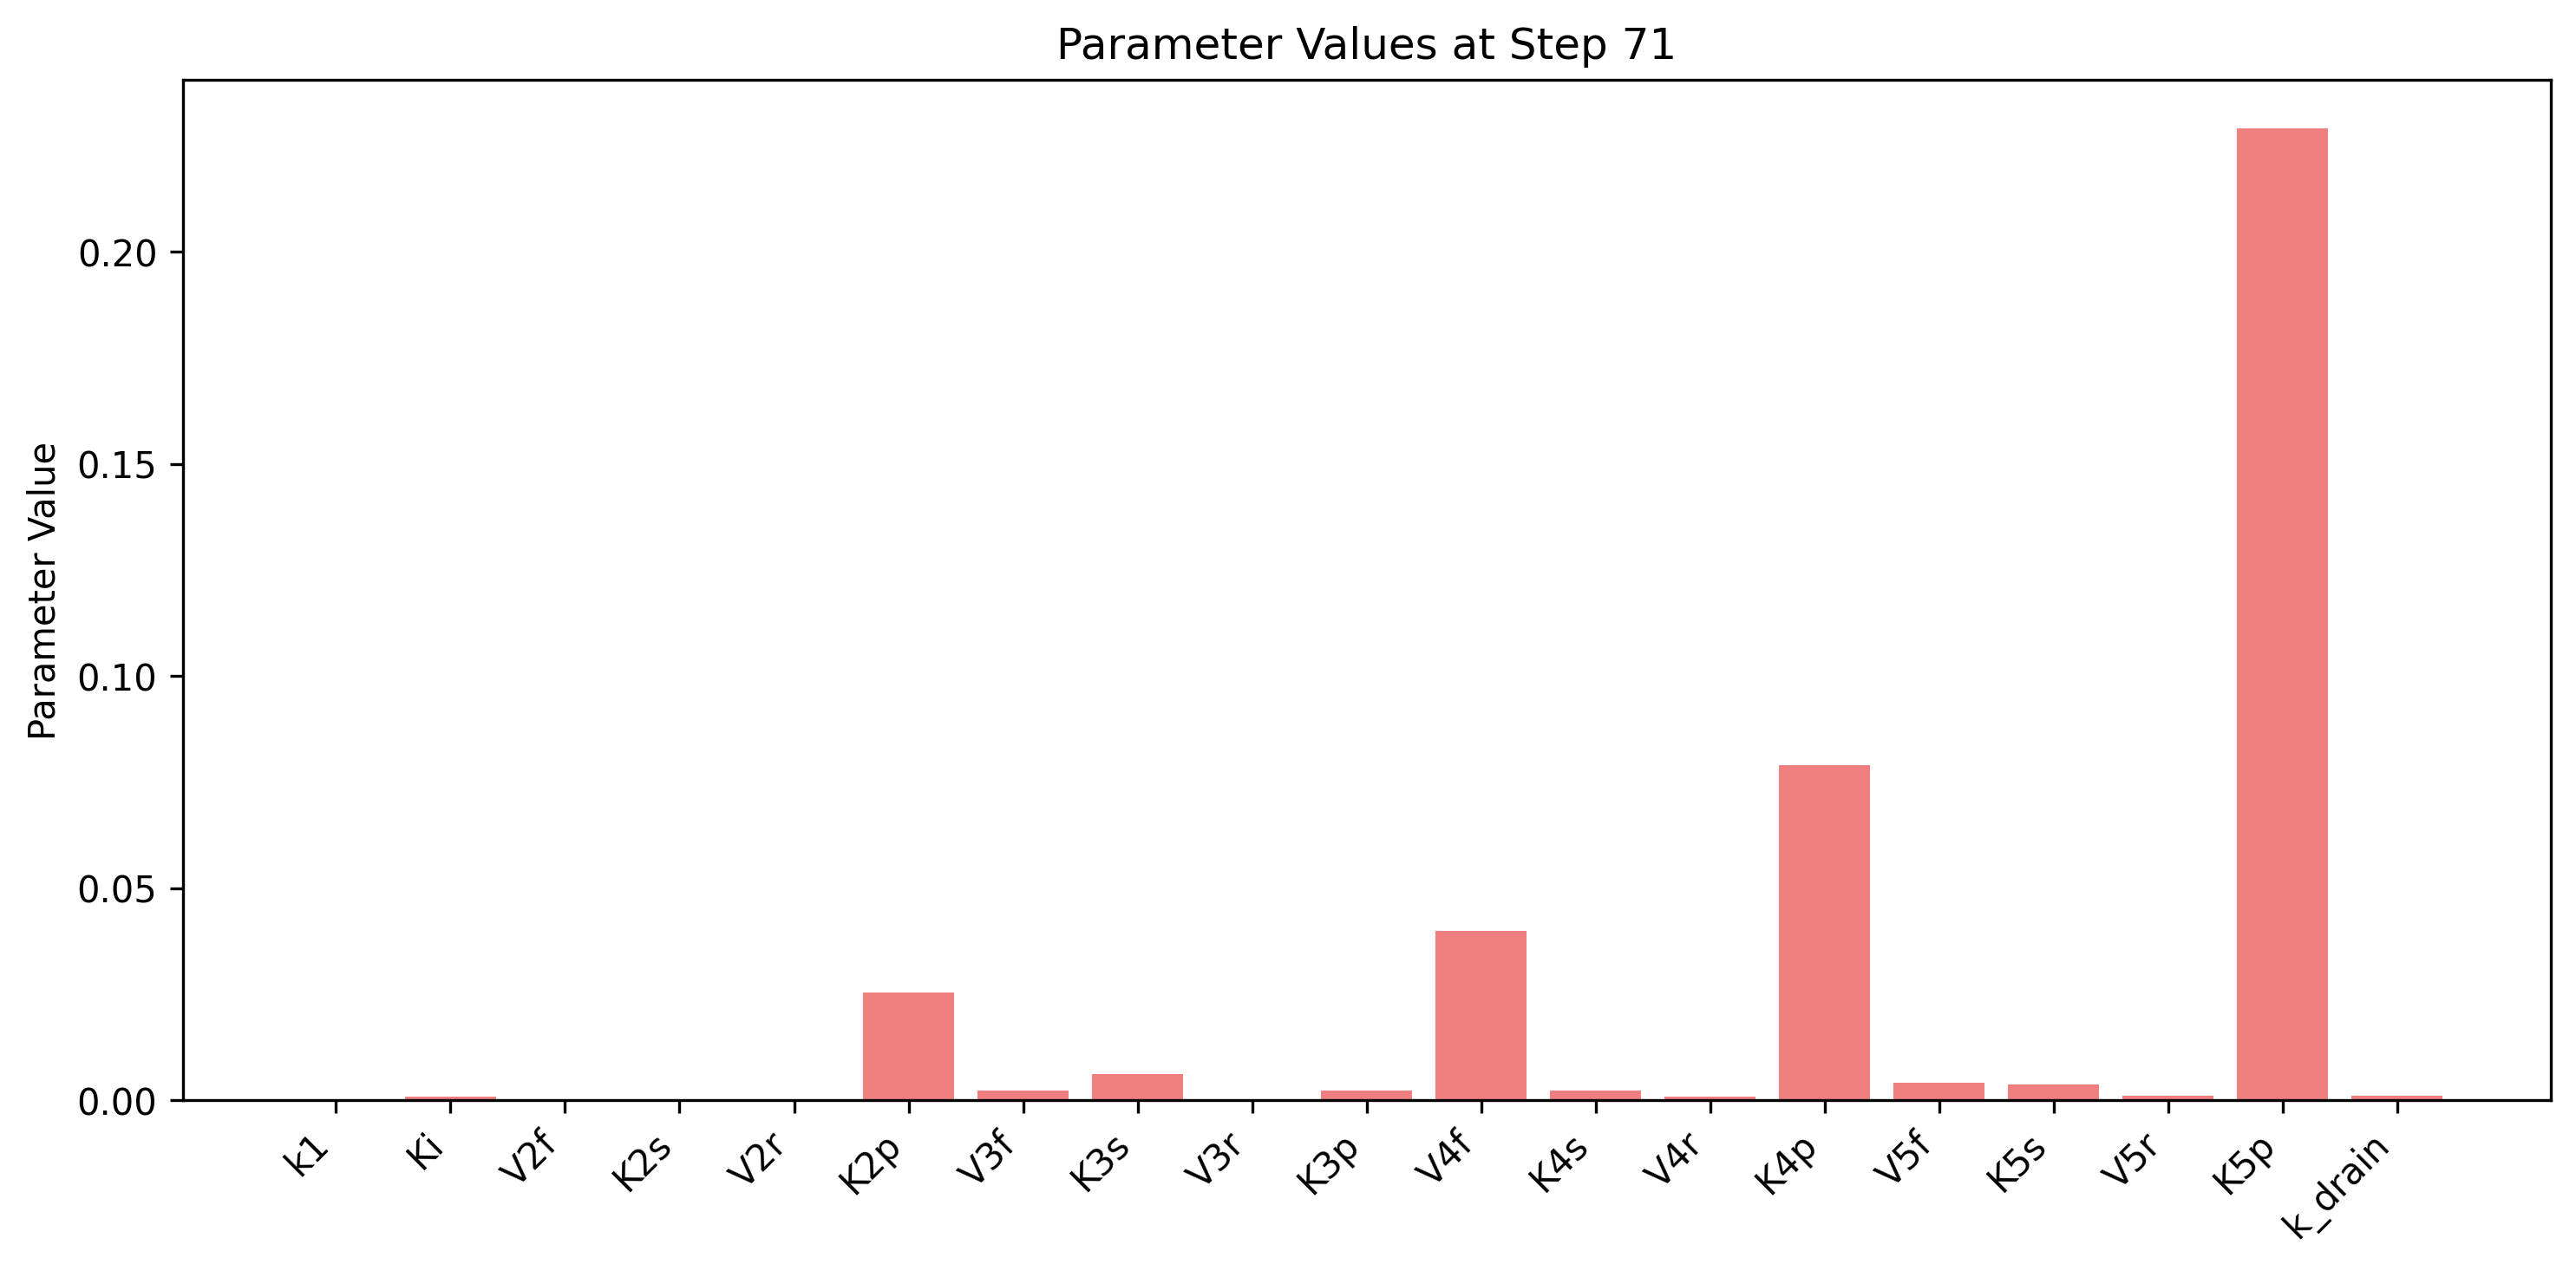 Parameter Values at Step 71
Parameter Value
0.20
0.15
0.10
0.05
0.00
k1
Ki
V2f
K2s
V2r
K2p
V3f
K3s
V3r
K3p
V4f
K4s
V4r
K4p
V5f
K5s
V5r
K5p
k_drain